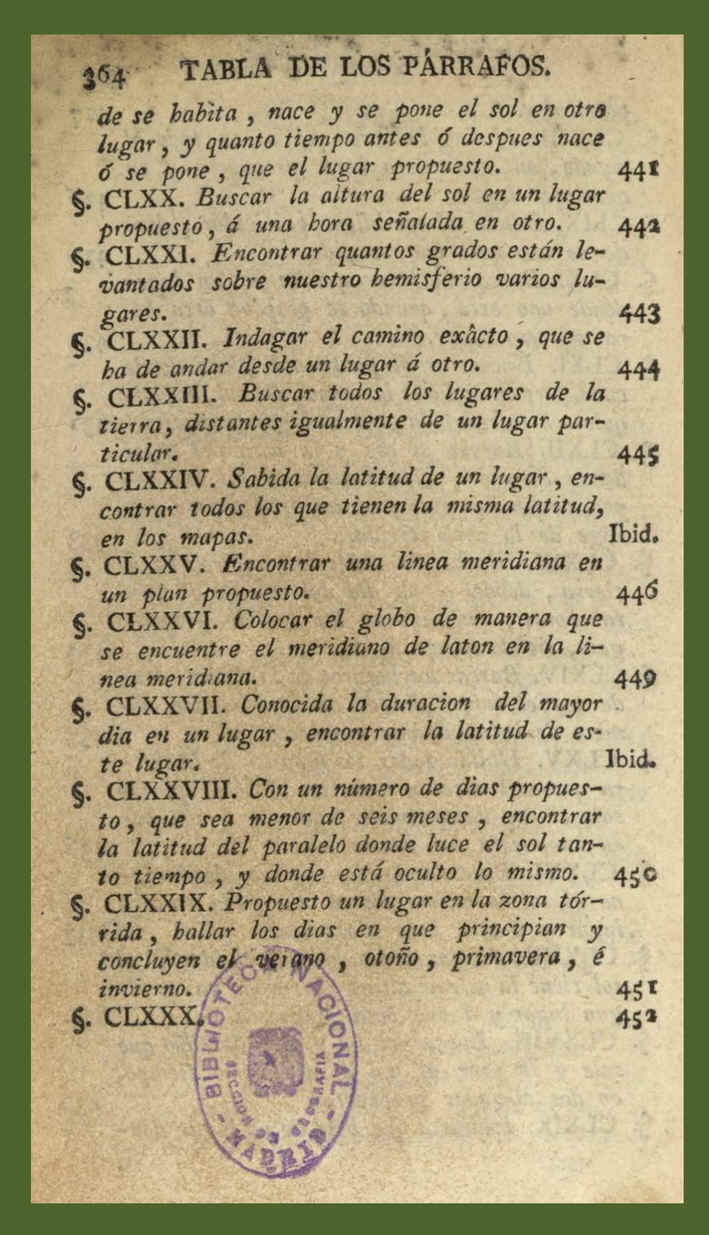 364 TABLA DE LOS PÁRRAFOS.
de se habita , nace y se pone el sol en otro
lugar , y quanto tiempo antes ó despues nace
ó se pone , que el lugar propuesto. 441
§. CLXX. Buscar la altura del sol en un lugar
propuesto , á una hora señalada en otro. 442
§. CLXXI. Encontrar quantos grados están le-
vantados sobre nuestro hemisferio varios lu-
gares. 443
§. CLXXII. Indagar el camino exâcto , que se
ha de andar desde un lugar á otro. 444
§. CLXXIII. Buscar todos los lugares de la
tierra, distantes igualmente de un lugar par-
ticular. 445
§. CLXXIV. Sabida la latitud de un lugar , en-
contrar todos los que tienen la misma latitud,
en los mapas. Ibid.
§. CLXXV. Encontrar una linea meridiana en
un plan propuesto. 446
§. CLXXVI. Colocar el globo de manera que
se encuentre el meridiano de laton en la li-
nea meridiana. 449
§. CLXXVII. Conocida la duracion del mayor
dia en un lugar , encontrar la latitud de es-
te lugar. Ibid.
§. CLXXVIII. Con un número de dias propues-
to , que sea menor de seis meses , encontrar
la latitud del paralelo donde luce el sol tan-
to tiempo , y donde está oculto lo mismo. 450
§. CLXXIX. Propuesto un lugar en la zona tór-
rida , hallar los dias en que principian y
concluyen el verano , otoño , primavera , é
invierno. 451
§. CLXXX. 452
BIBLIOTECA NACIONAL
SECCION DE GEOGRAFIA
- MADRID -